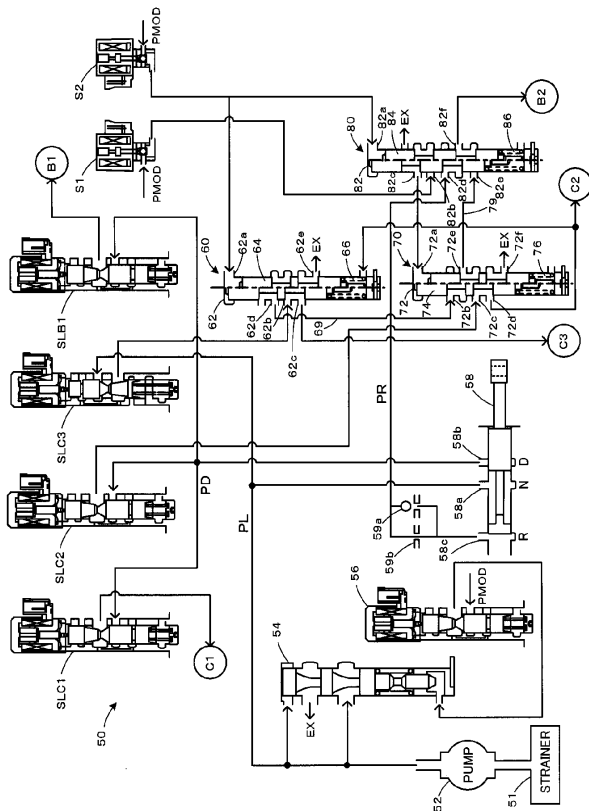 S2
PMOD
S1
PMOD
B1
SLB1
SLC3
SLC2
SLC1
50
PD
PL
C1
60
62
62a
64
62e
EX
66
62d
62b
62c
69
80
82
82a
84
EX
82f
86
82c
82b
82d
82e
79
B2
C2
70
72
72a
74
72e
EX
72f
76
72b
72c
72d
C3
PR
58
58b
58a
58c
D
N
R
59a
59b
56
PMOD
54
EX
PUMP
52
STRAINER
51